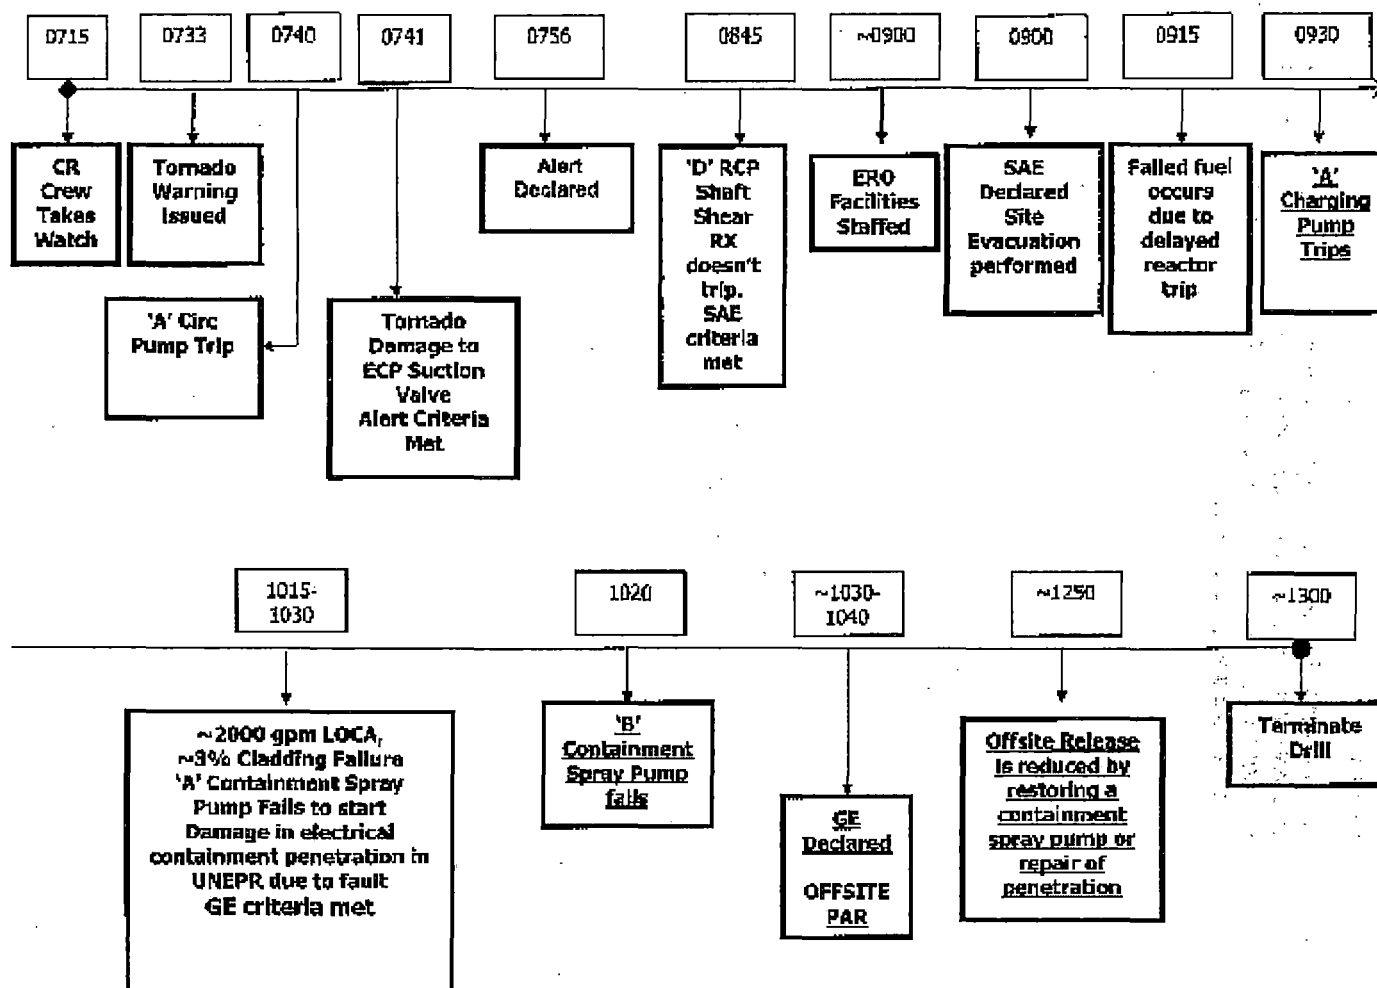 0715
0733
0740
0741
0756
0845
~0900
0900
0915
0930
CR
Crew
Takes
Watch
Tornado
Warning
Issued
'A' Circ
Pump Trip
Tornado
Damage to
ECP Suction
Valve
Alert Criteria
Met
Alert
Declared
'D' RCP
Shaft
Shear
RX
doesn't
trip.
SAE
criteria
met
ERO
Facilities
Staffed
SAE
Declared
Site
Evacuation
performed
Failed fuel
occurs
due to
delayed
reactor
trip
'A'
Charging
Pump
Trips
1015-
1030
1020
~1030-
1040
~1250
~1300
~2000 gpm LOCA,
~3% Cladding Failure
'A' Containment Spray
Pump Fails to start
Damage in electrical
containment penetration in
UNEPR due to fault
GE criteria met
'B'
Containment
Spray Pump
fails
GE
Declared
OFFSITE
PAR
Offsite Release
is reduced by
restoring a
containment
spray pump or
repair of
penetration
Terminate
Drill